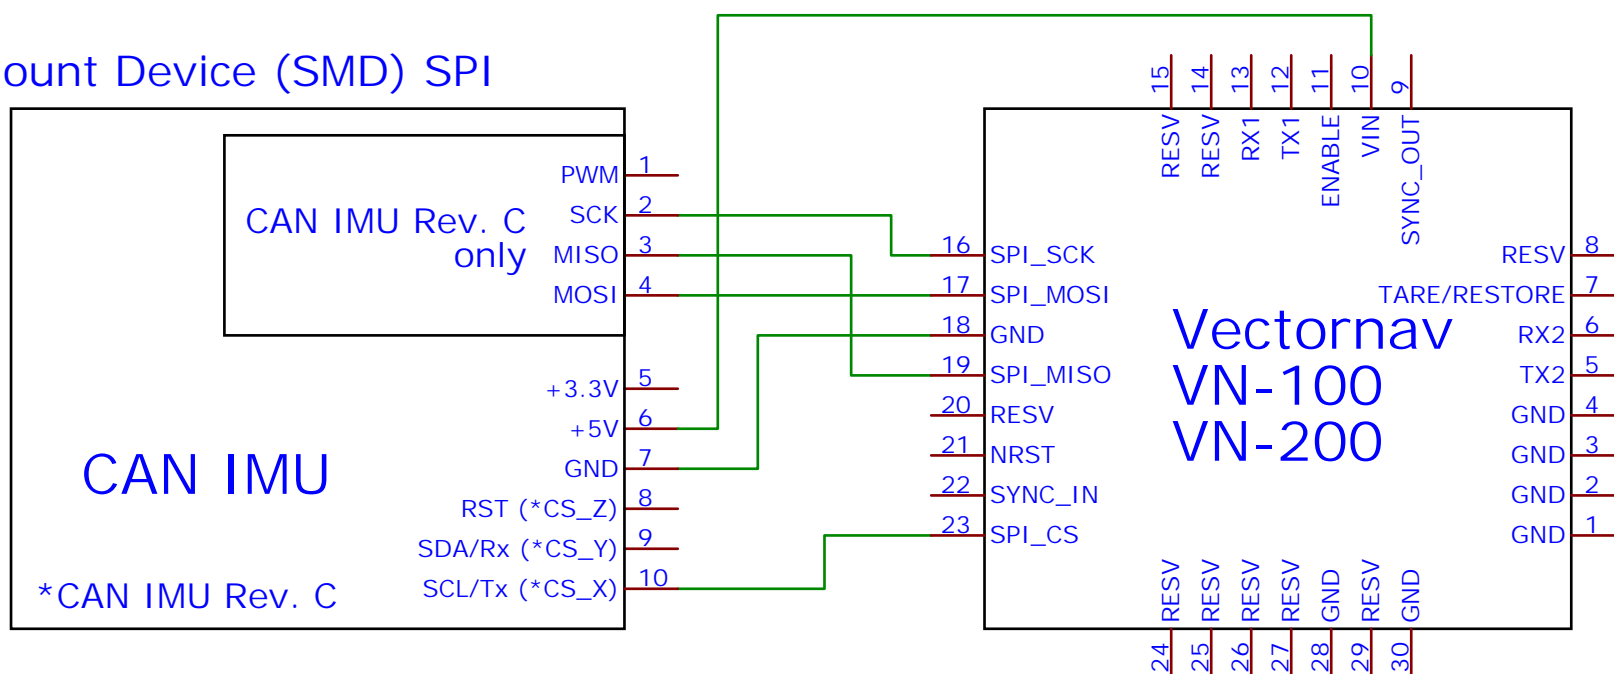 ount Device (SMD) SPI
CAN IMU Rev. C
only
PWM 1
SCK 2
MISO 3
MOSI 4
+3.3V 5
+5V 6
GND 7
RST (*CS_Z) 8
SDA/Rx (*CS_Y) 9
SCL/Tx (*CS_X) 10
CAN IMU
*CAN IMU Rev. C
15 RESV
14 RESV
13 RX1
12 TX1
11 ENABLE
10 VIN
9 SYNC_OUT
16 SPI_SCK
17 SPI_MOSI
18 GND
19 SPI_MISO
20 RESV
21 NRST
22 SYNC_IN
23 SPI_CS
Vectornav
VN-100
VN-200
RESV 8
TARE/RESTORE 7
RX2 6
TX2 5
GND 4
GND 3
GND 2
GND 1
24 RESV
25 RESV
26 RESV
27 RESV
28 GND
29 RESV
30 GND